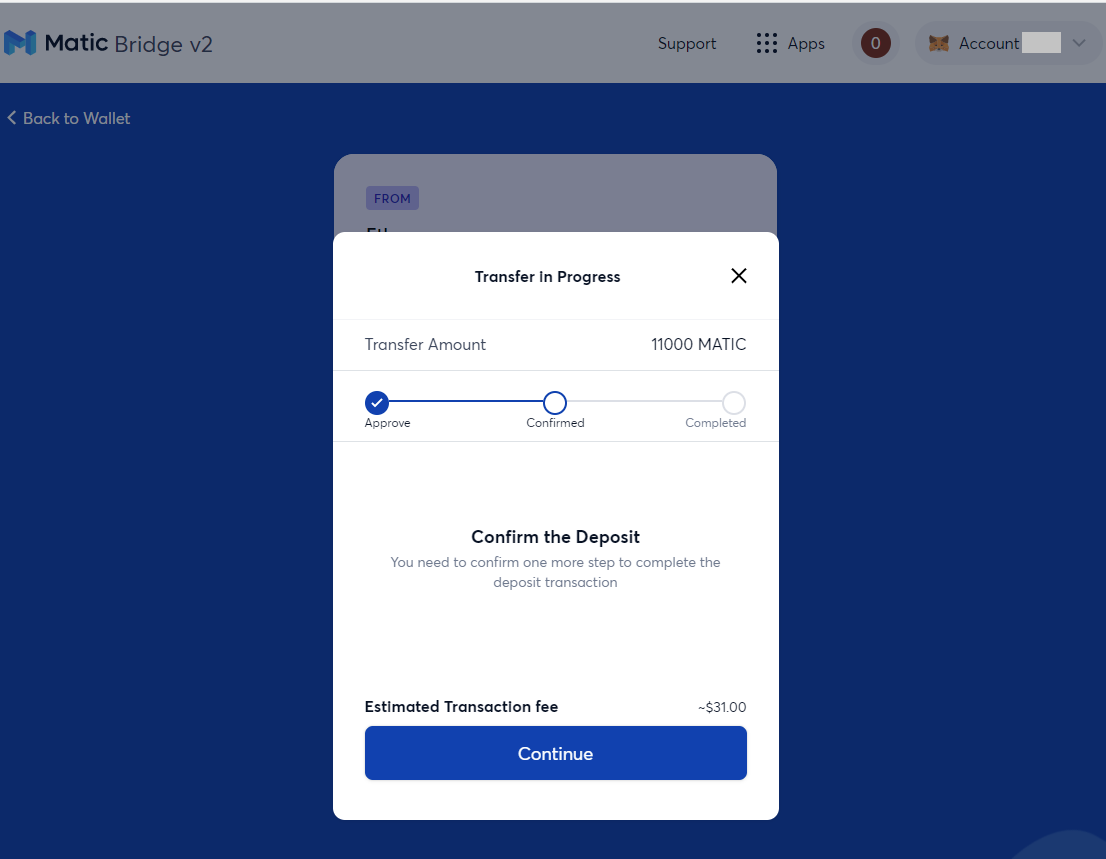 Matic Bridge v2
Support
Apps
0
Account
Back to Wallet
FROM
Transfer in Progress
Transfer Amount 11000 MATIC
Approve Confirmed Completed
Confirm the Deposit
You need to confirm one more step to complete the
deposit transaction
Estimated Transaction fee ~$31.00
Continue